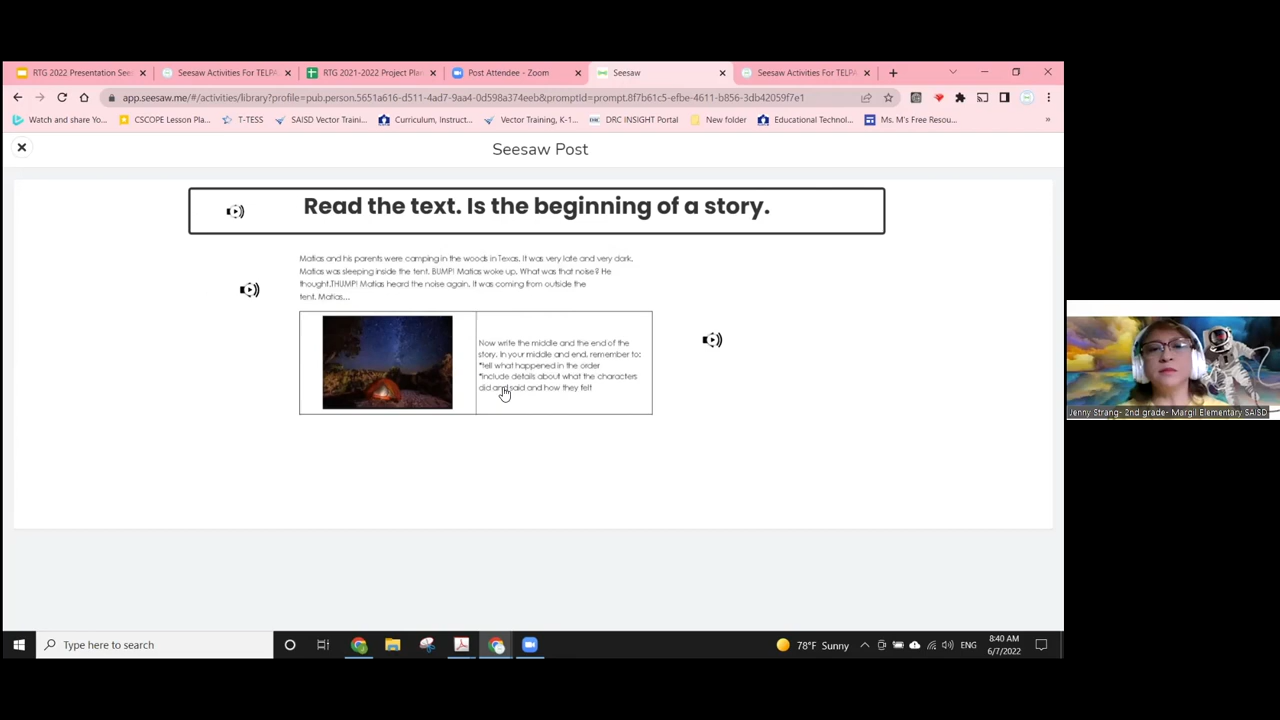 RTG 2022 Presentation See
Seesaw Activities For TELPA
RTG 2021-2022 Project Plan
Post Attendee - Zoom
Seesaw
Seesaw Activities For TELPA
app.seesaw.me/#/activities/library?profile=pub.person.5651a616-d511-4ad7-9aa4-0d598a374eeb&promptId=prompt.8f7b61c5-efbe-4611-b856-3db42059f7e1
Watch and share Yo...
CSCOPE Lesson Pla...
T-TESS
SAISD Vector Traini...
Curriculum, Instruct...
Vector Training, K-1...
DRC INSIGHT Portal
New folder
Educational Technol...
Ms. M's Free Resou...
Seesaw Post
Read the text. Is the beginning of a story.
Matias and his parents were camping in the woods in Texas. It was very late and very dark.
Matias was sleeping inside the tent. BUMP! Matias woke up. What was that noise? He
thought.THUMP! Matias heard the noise again. It was coming from outside the
tent. Matias...
Now write the middle and the end of the
story. In your middle and end, remember to:
*tell what happened in the order
*include details about what the characters
did and said and how they felt
Jenny Strang- 2nd grade- Margil Elementary SAISD
Type here to search
78°F Sunny
ENG
8:40 AM
6/7/2022